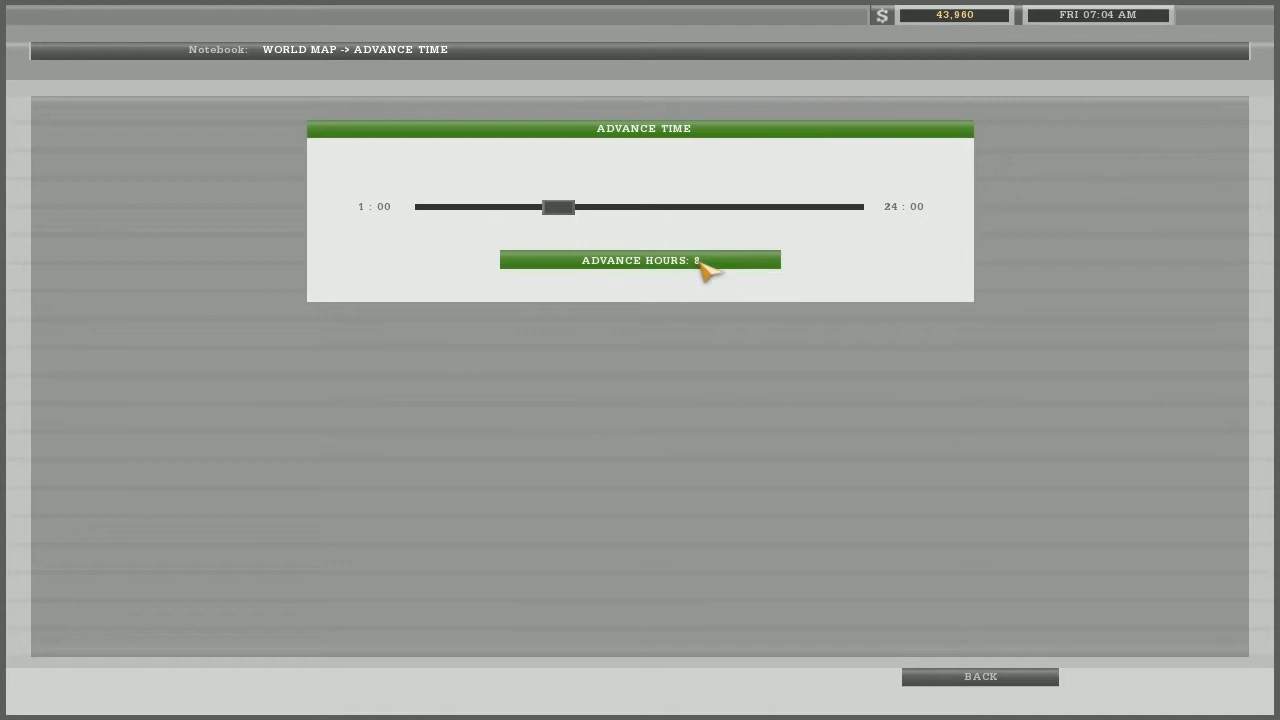 $ 43,960 FRI 07:04 AM
Notebook: WORLD MAP -> ADVANCE TIME
ADVANCE TIME
1 : 00 24 : 00
ADVANCE HOURS: 8
BACK